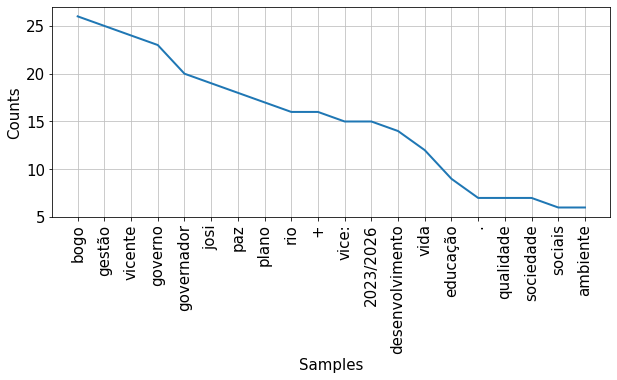 Counts
25
20
15
10
5
bogo
gestão
vicente
governo
governador
josi
paz
plano
rio
+
vice:
2023/2026
desenvolvimento
vida
educação
.
qualidade
sociedade
sociais
ambiente
Samples